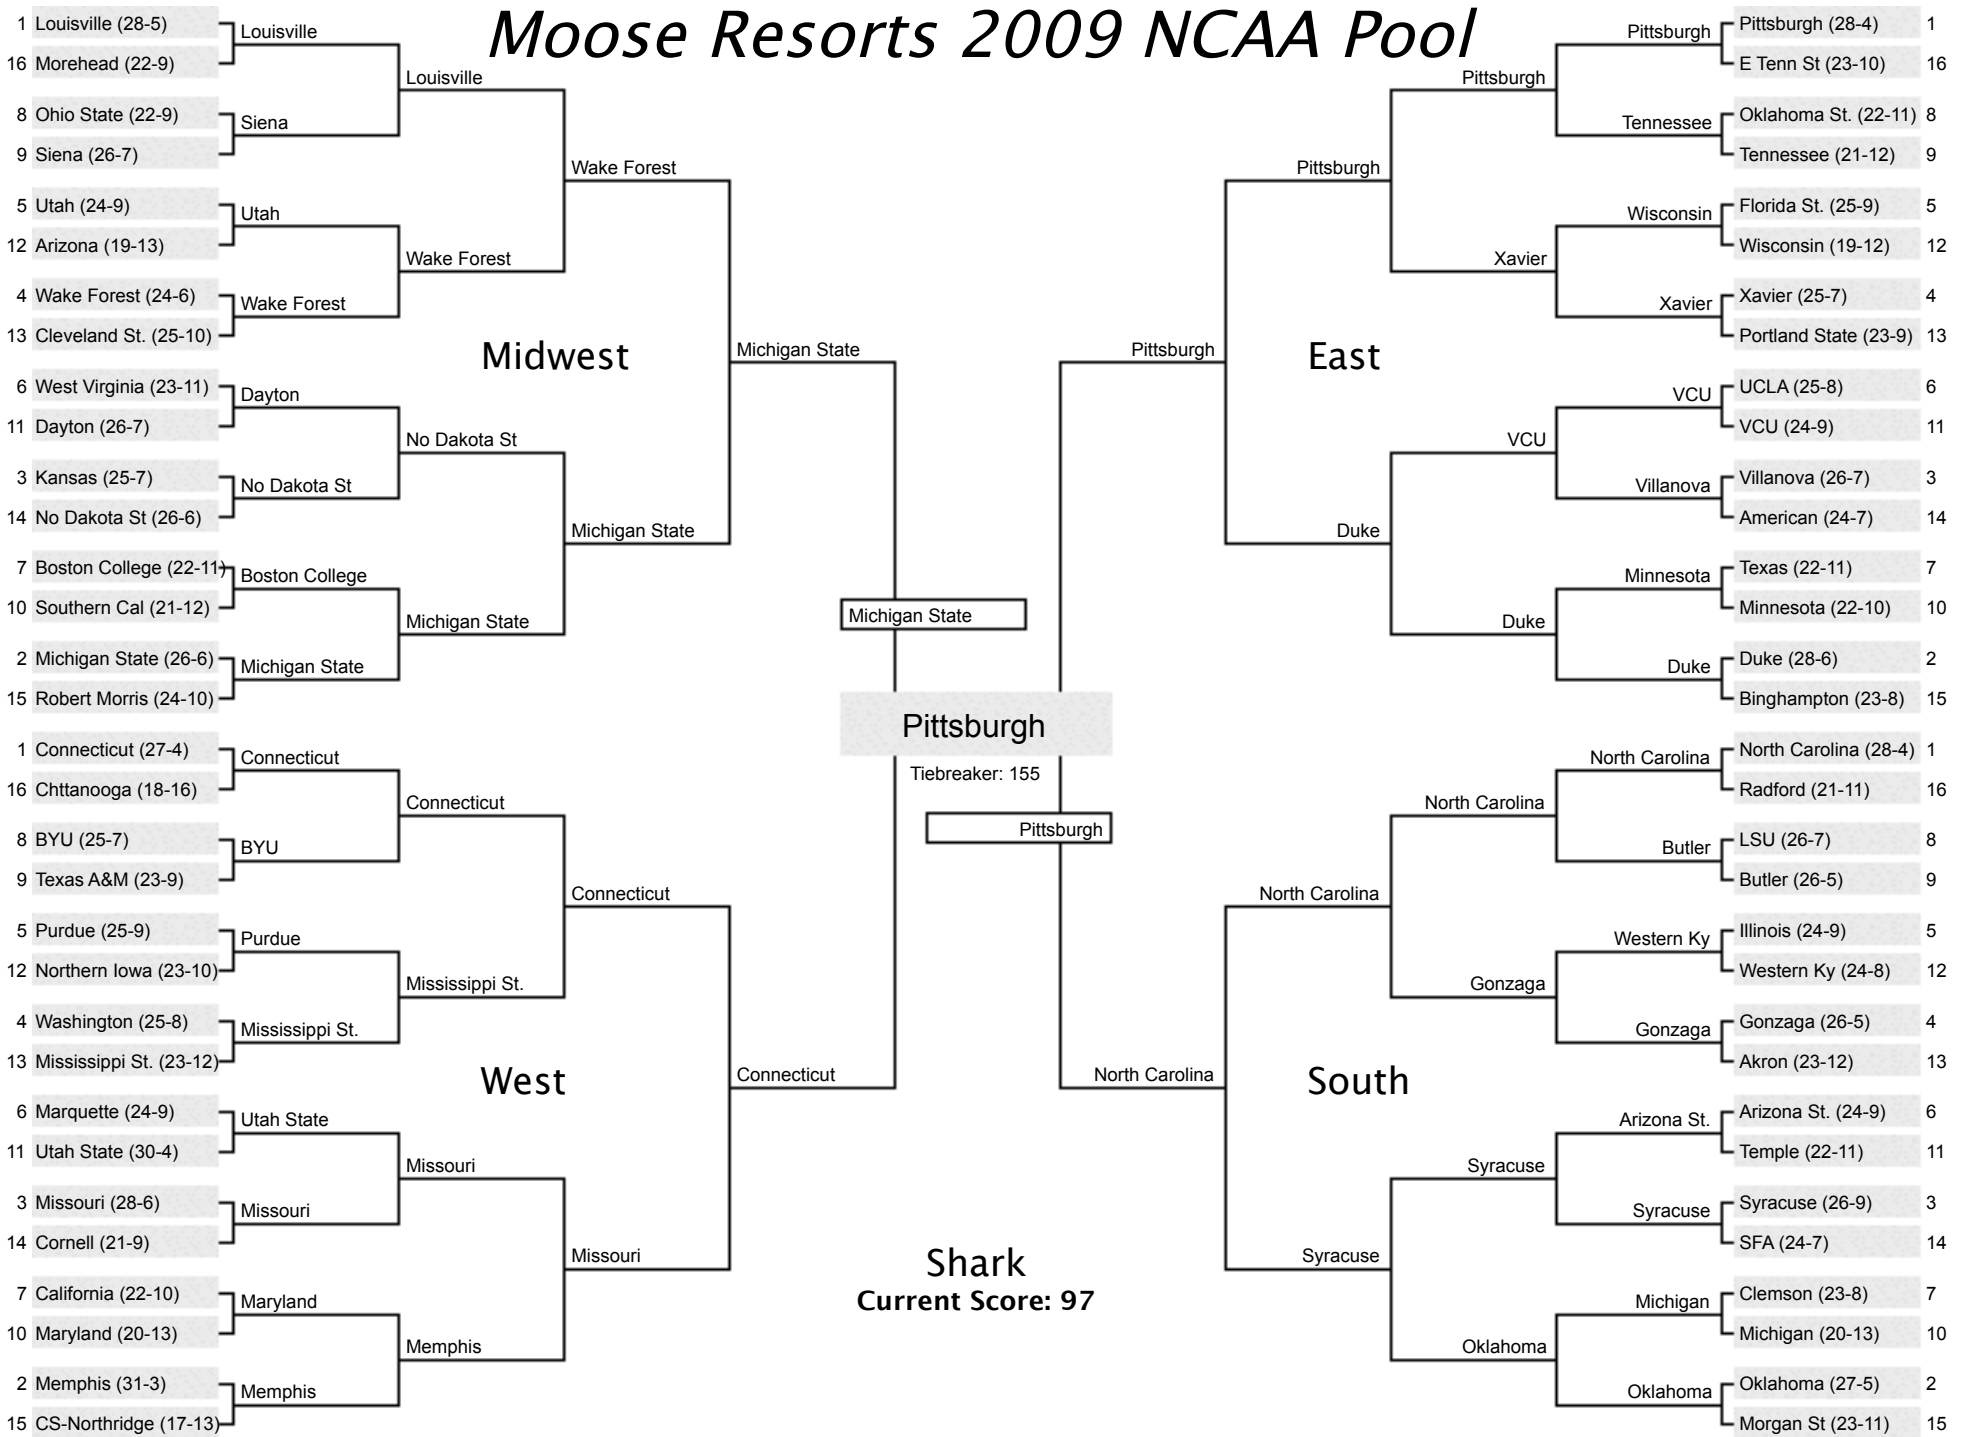 Moose Resorts 2009 NCAA Pool
1 Louisville (28-5)
16 Morehead (22-9)
8 Ohio State (22-9)
9 Siena (26-7)
5 Utah (24-9)
12 Arizona (19-13)
4 Wake Forest (24-6)
13 Cleveland St. (25-10)
6 West Virginia (23-11)
11 Dayton (26-7)
3 Kansas (25-7)
14 No Dakota St (26-6)
7 Boston College (22-11)
10 Southern Cal (21-12)
2 Michigan State (26-6)
15 Robert Morris (24-10)
Louisville
Siena
Utah
Wake Forest
Dayton
No Dakota St
Boston College
Michigan State
Louisville
Wake Forest
No Dakota St
Michigan State
Wake Forest
Michigan State
Midwest
Michigan State
1 Connecticut (27-4)
16 Chttanooga (18-16)
8 BYU (25-7)
9 Texas A&M (23-9)
5 Purdue (25-9)
12 Northern Iowa (23-10)
4 Washington (25-8)
13 Mississippi St. (23-12)
6 Marquette (24-9)
11 Utah State (30-4)
3 Missouri (28-6)
14 Cornell (21-9)
7 California (22-10)
10 Maryland (20-13)
2 Memphis (31-3)
15 CS-Northridge (17-13)
Connecticut
BYU
Purdue
Mississippi St.
Utah State
Missouri
Maryland
Memphis
Connecticut
Mississippi St.
Missouri
Memphis
Connecticut
Missouri
West
Connecticut
Michigan State
Pittsburgh
Tiebreaker: 155
Pittsburgh
Shark
Current Score: 97
Pittsburgh
East
Pittsburgh
Duke
Pittsburgh
Xavier
VCU
Duke
Pittsburgh
Tennessee
Wisconsin
Xavier
VCU
Villanova
Minnesota
Duke
Pittsburgh (28-4) 1
E Tenn St (23-10) 16
Oklahoma St. (22-11) 8
Tennessee (21-12) 9
Florida St. (25-9) 5
Wisconsin (19-12) 12
Xavier (25-7) 4
Portland State (23-9) 13
UCLA (25-8) 6
VCU (24-9) 11
Villanova (26-7) 3
American (24-7) 14
Texas (22-11) 7
Minnesota (22-10) 10
Duke (28-6) 2
Binghampton (23-8) 15
North Carolina
South
North Carolina
Syracuse
North Carolina
Gonzaga
Syracuse
Oklahoma
North Carolina
Butler
Western Ky
Gonzaga
Arizona St.
Syracuse
Michigan
Oklahoma
North Carolina (28-4) 1
Radford (21-11) 16
LSU (26-7) 8
Butler (26-5) 9
Illinois (24-9) 5
Western Ky (24-8) 12
Gonzaga (26-5) 4
Akron (23-12) 13
Arizona St. (24-9) 6
Temple (22-11) 11
Syracuse (26-9) 3
SFA (24-7) 14
Clemson (23-8) 7
Michigan (20-13) 10
Oklahoma (27-5) 2
Morgan St (23-11) 15